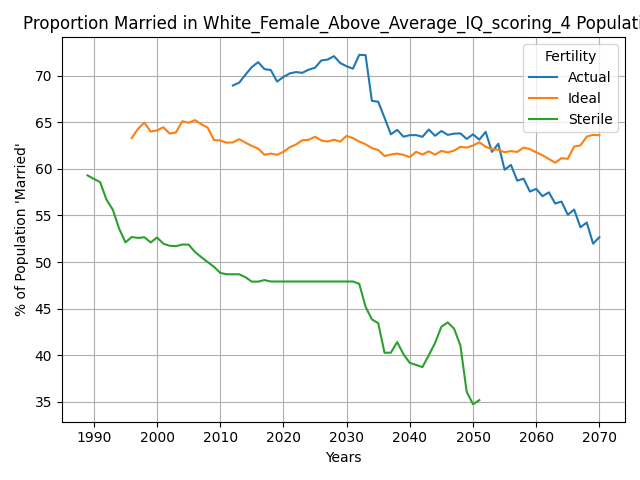 Proportion Married in White_Female_Above_Average_IQ_scoring_4 Populati
Fertility
Actual
Ideal
Sterile
% of Population 'Married'
70
65
60
55
50
45
40
35
1990 2000 2010 2020 2030 2040 2050 2060 2070
Years